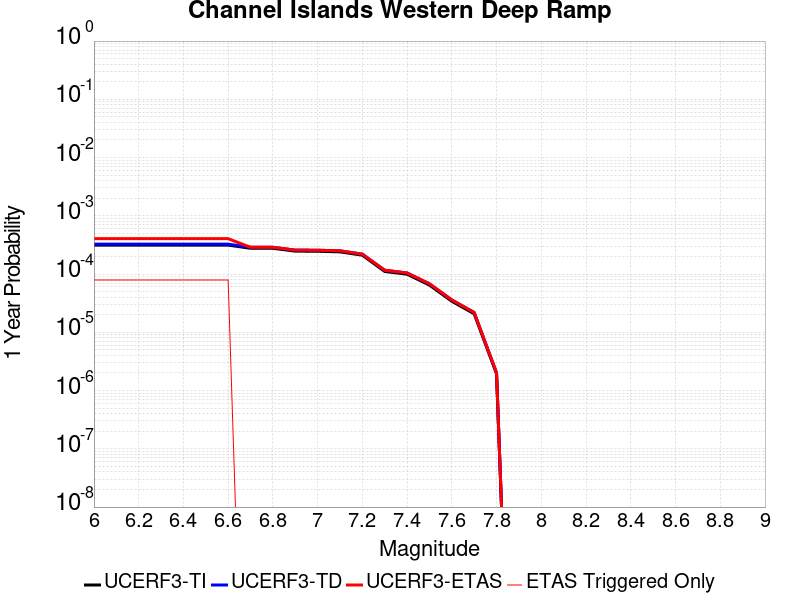 Channel Islands Western Deep Ramp
10^0
10^-1
10^-2
10^-3
10^-4
10^-5
10^-6
10^-7
10^-8
1 Year Probability
6 6.2 6.4 6.6 6.8 7 7.2 7.4 7.6 7.8 8 8.2 8.4 8.6 8.8 9
Magnitude
UCERF3-TI UCERF3-TD UCERF3-ETAS ETAS Triggered Only